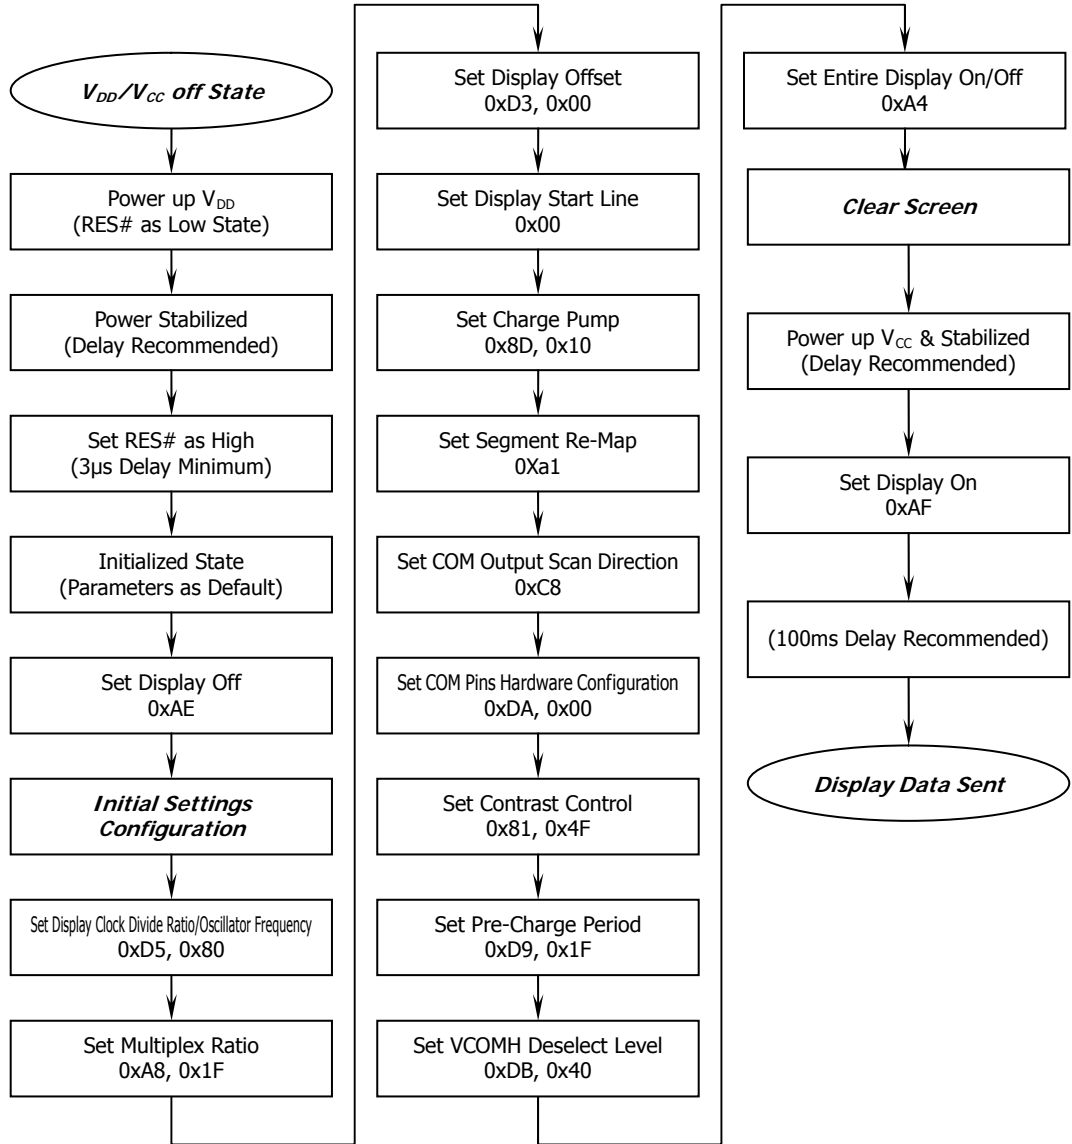 V_DD/V_CC off State
Power up V_DD
(RES# as Low State)
Power Stabilized
(Delay Recommended)
Set RES# as High
(3μs Delay Minimum)
Initialized State
(Parameters as Default)
Set Display Off
0xAE
Initial Settings
Configuration
Set Display Clock Divide Ratio/Oscillator Frequency
0xD5, 0x80
Set Multiplex Ratio
0xA8, 0x1F
Set Display Offset
0xD3, 0x00
Set Display Start Line
0x00
Set Charge Pump
0x8D, 0x10
Set Segment Re-Map
0Xa1
Set COM Output Scan Direction
0xC8
Set COM Pins Hardware Configuration
0xDA, 0x00
Set Contrast Control
0x81, 0x4F
Set Pre-Charge Period
0xD9, 0x1F
Set VCOMH Deselect Level
0xDB, 0x40
Set Entire Display On/Off
0xA4
Clear Screen
Power up V_CC & Stabilized
(Delay Recommended)
Set Display On
0xAF
(100ms Delay Recommended)
Display Data Sent